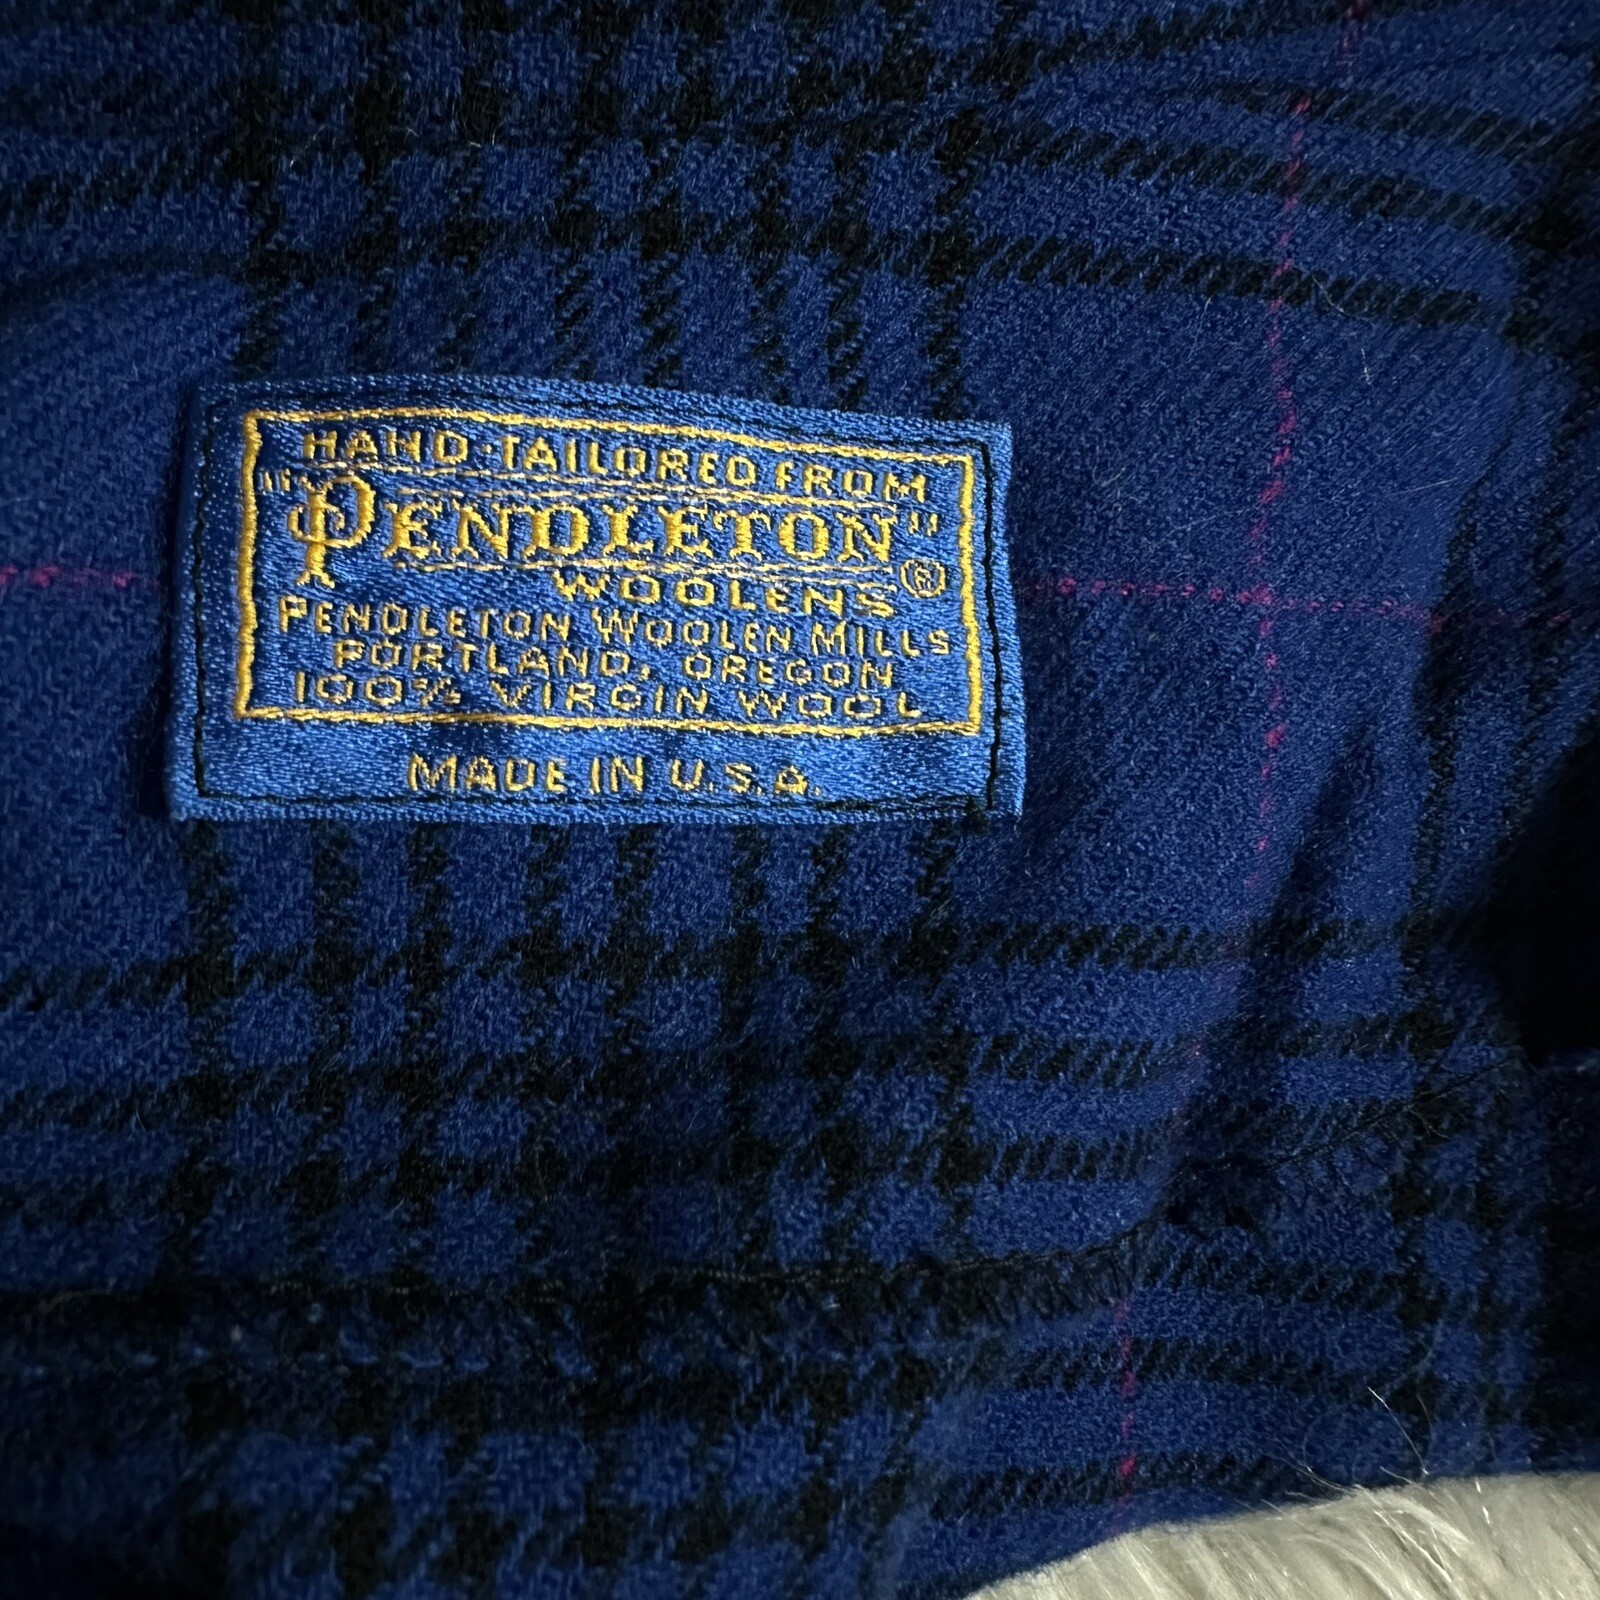 HAND-TAILORED FROM
"PENDLETON"
WOOLENS ®
PENDLETON WOOLEN MILLS
PORTLAND, OREGON
100% VIRGIN WOOL
MADE IN U.S.A.